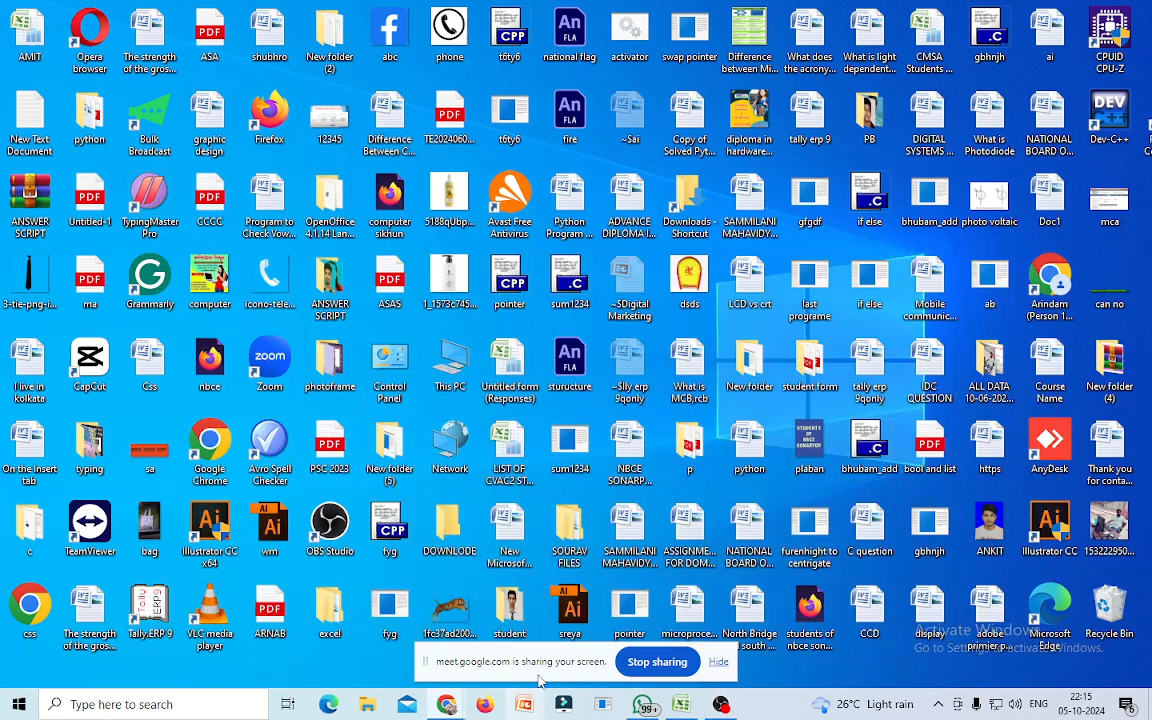 AMIT
Opera
browser
The strength
of the gros...
ASA
shubhro
New folder
(2)
abc
phone
t6ty6
national flag
activator
swap pointer
Difference
between Mi...
What does
the acrony...
What is light
dependent...
CMSA
Students ...
gbhnjh
ai
CPUID
CPU-Z
New Text
Document
python
Bulk
Broadcast
graphic
design
Firefox
12345
Difference
Between C...
TE2024060...
t6ty6
fire
~Sai
Copy of
Solved Pyt...
diploma in
hardware...
tally erp 9
PB
DIGITAL
SYSTEMS ...
What is
Photodiode
NATIONAL
BOARD O...
Dev-C++
ANSWER
SCRIPT
Untitled-1
TypingMaster
Pro
CCCC
Program to
Check Vow...
OpenOffice
4.1.14 Lan...
computer
sikhun
5188qUbp...
Avast Free
Antivirus
Python
Program ...
ADVANCE
DIPLOMA I...
Downloads -
Shortcut
SAMMILANI
MAHAVIDY...
gfgdf
if else
bhubam_add
photo voltaic
Doc1
mca
3-tie-png-i...
ma
Grammarly
computer
icono-tele...
ANSWER
SCRIPT
ASAS
1_1573c745...
pointer
sum1234
~SDigital
Marketing
dsds
LCD vs crt
last
programe
if else
Mobile
communic...
ab
Arindam
(Person 1...
can no
I live in
kolkata
CapCut
Css
nbce
Zoom
photoframe
Control
Panel
This PC
Untitled form
(Responses)
sturucture
~$lly erp
9qonly
What is
MCB,rcb
New folder
student form
tally erp
9qonly
IDC
QUESTION
ALL DATA
10-06-202...
Course
Name
New folder
(4)
On the Insert
tab
typing
sa
Google
Chrome
Avro Spell
Checker
PSC 2023
New folder
(5)
Network
LIST OF
CVAC2 ST...
sum1234
NBCE
SONARP...
p
python
plaban
bhubam_add
bool and list
https
AnyDesk
Thank you
for conta...
c
TeamViewer
bag
Illustrator CC
x64
wm
OBS Studio
fyg
DOWNLODE
New
Microsof...
SOURAV
FILES
SAMMILANI
MAHAVIDY...
ASSIGNME...
FOR DOM...
NATIONAL
BOARD O...
furenhight to
centrigate
C question
gbhnjh
ANKIT
Illustrator CC
153222950...
css
The strength
of the gros...
Tally.ERP 9
VLC media
player
ARNAB
excel
fyg
1fc37ad200...
student
sreya
pointer
microproce...
North Bridge
and south ...
students of
nbce son...
CCD
display
adobe
primier p...
Microsoft
Edge
Recycle Bin
Activate Windows
Go to Settings to activate Windows.
meet.google.com is sharing your screen.
Stop sharing
Hide
Type here to search
99+
26°C Light rain
ENG
22:15
05-10-2024
6